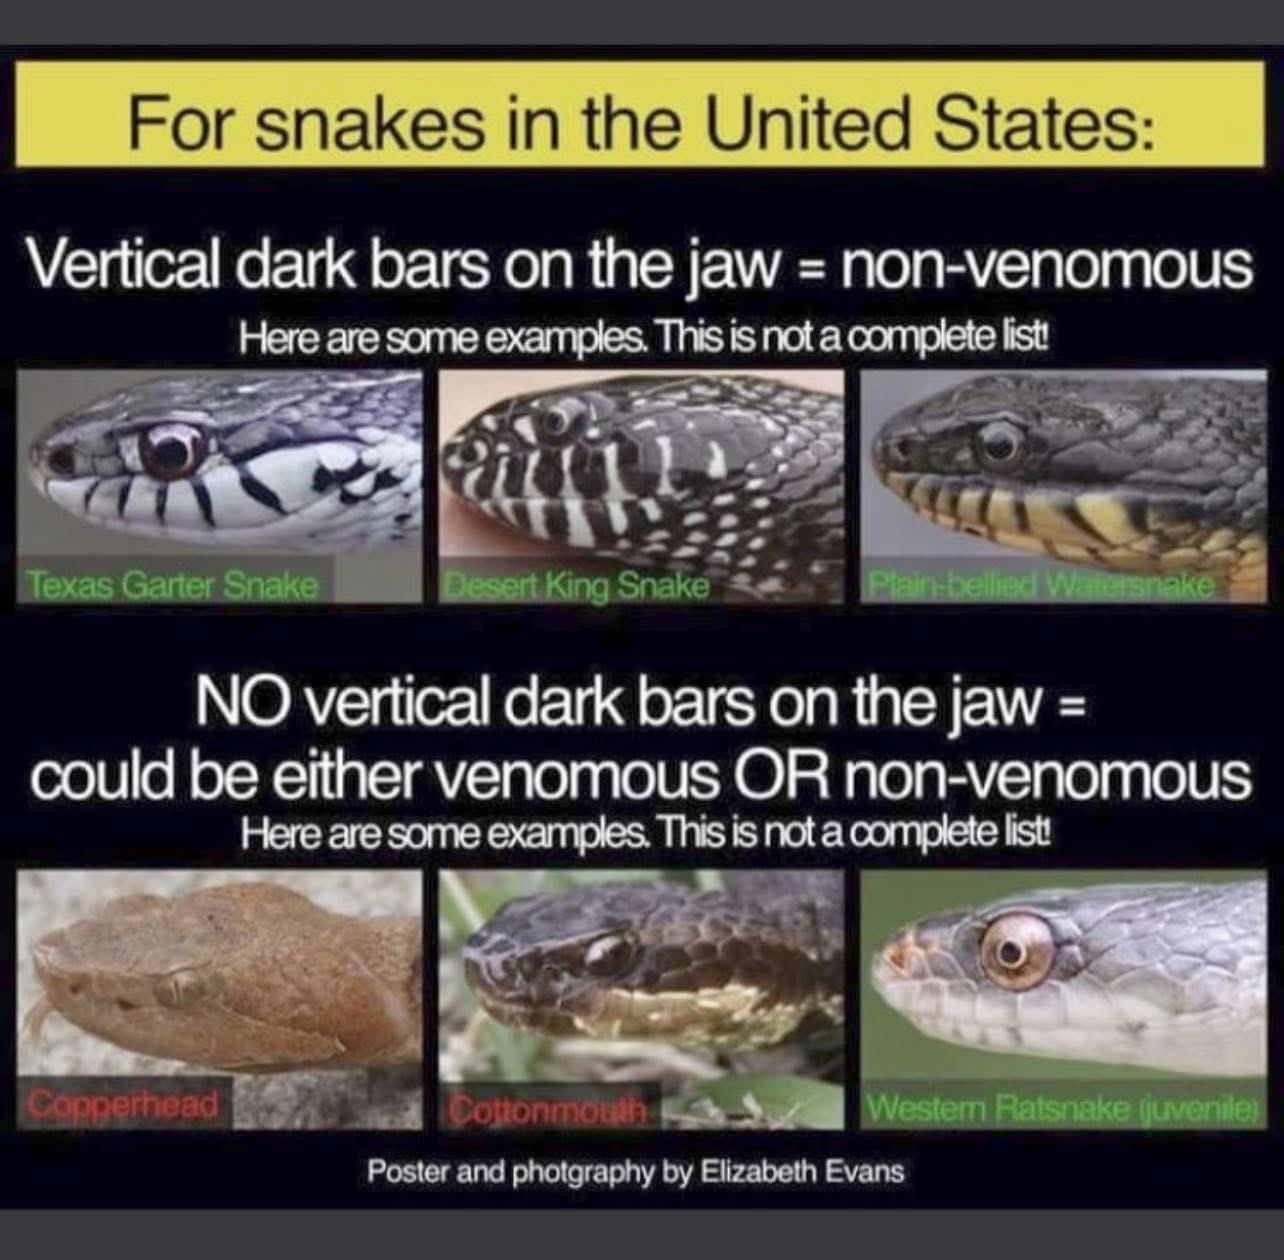 For snakes in the United States:
Vertical dark bars on the jaw = non-venomous
Here are some examples. This is not a complete list!
Texas Garter Snake
Desert King Snake
Plain-bellied Watersnake
NO vertical dark bars on the jaw =
could be either venomous OR non-venomous
Here are some examples. This is not a complete list!
Copperhead
Cottonmouth
Western Ratsnake (juvenile)
Poster and photgraphy by Elizabeth Evans